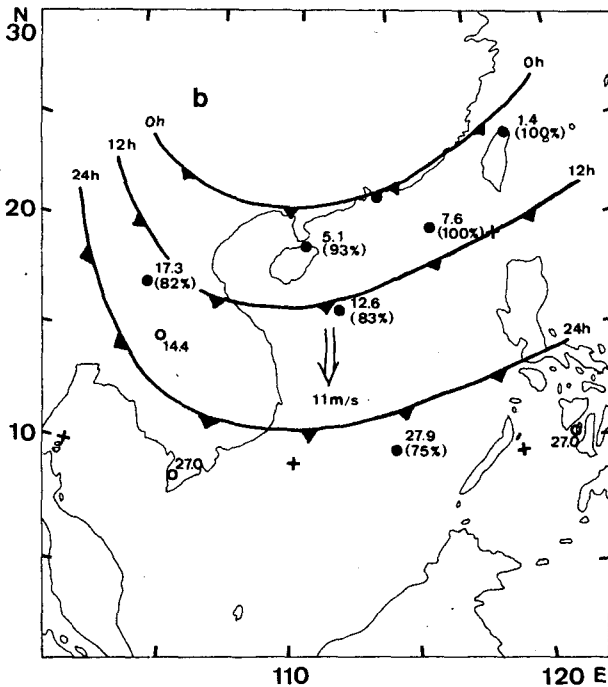 N
30
b
0h
0h
1.4
(100%)
12h
12h
24h
20
7.6
(100%)
5.1
(93%)
17.3
(82%)
12.6
(83%)
14.4
24h
11m/s
10
27.9
(75%)
27.0
27.0
110
120 E